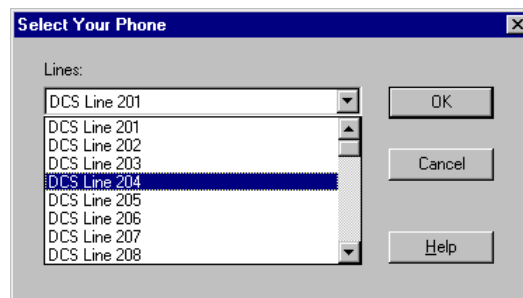 Select Your Phone
Lines:
DCS Line 201
OK
DCS Line 201
DCS Line 202
DCS Line 203
DCS Line 204
DCS Line 205
DCS Line 206
DCS Line 207
DCS Line 208
Cancel
Help